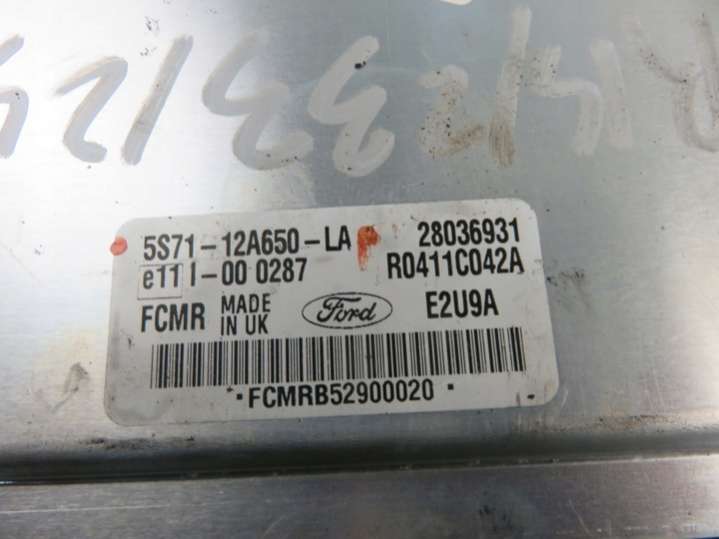 5S71-12A650-LA 28036931
e11 I-00 0287 R0411C042A
FCMR MADE IN UK Ford E2U9A
·FCMRB52900020·